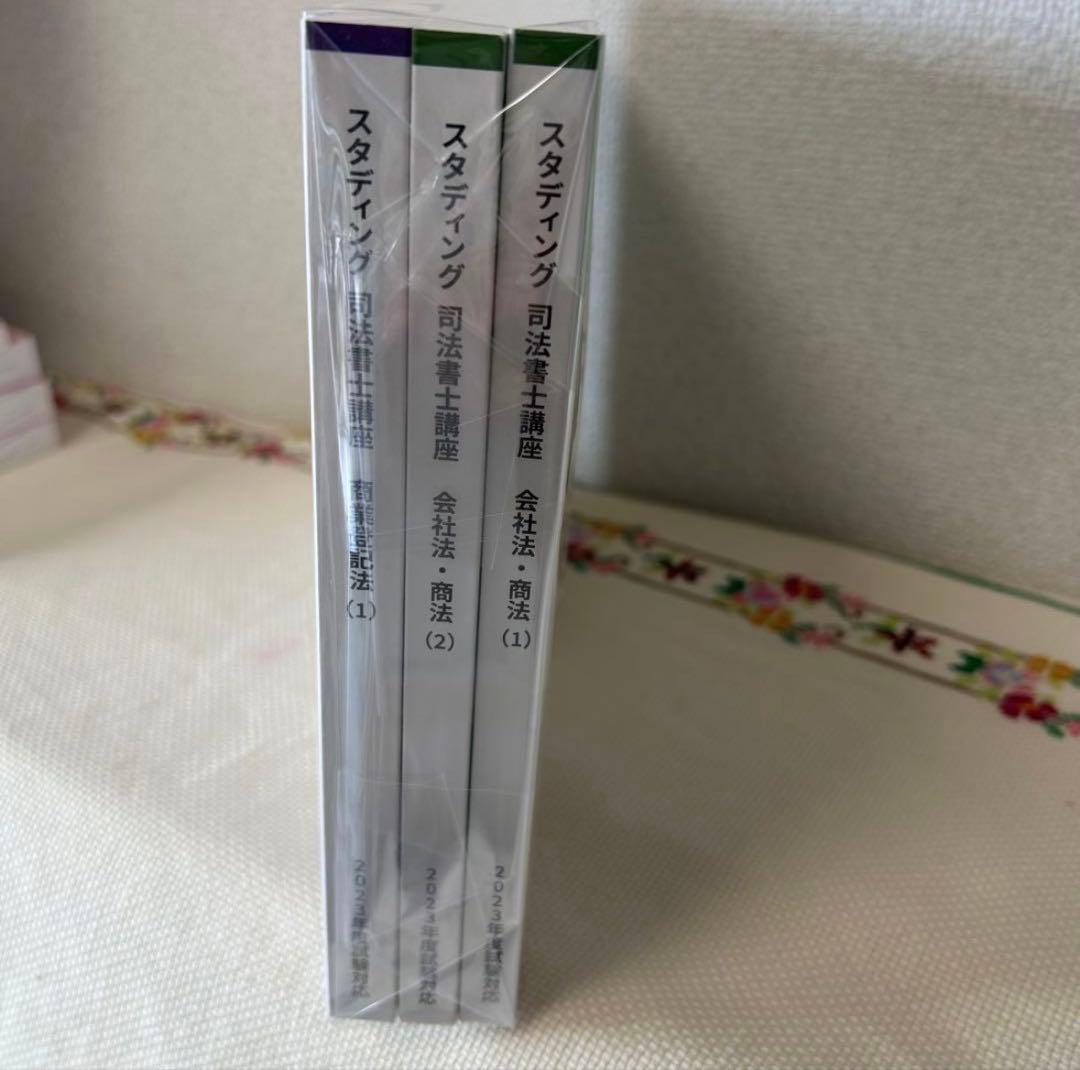 スタディング 司法書士講座 会社法・商法(1) 2023年度試験対応
スタディング 司法書士講座 会社法・商法(2) 2023年度試験対応
スタディング 司法書士講座 商業登記法(1) 2023年度試験対応